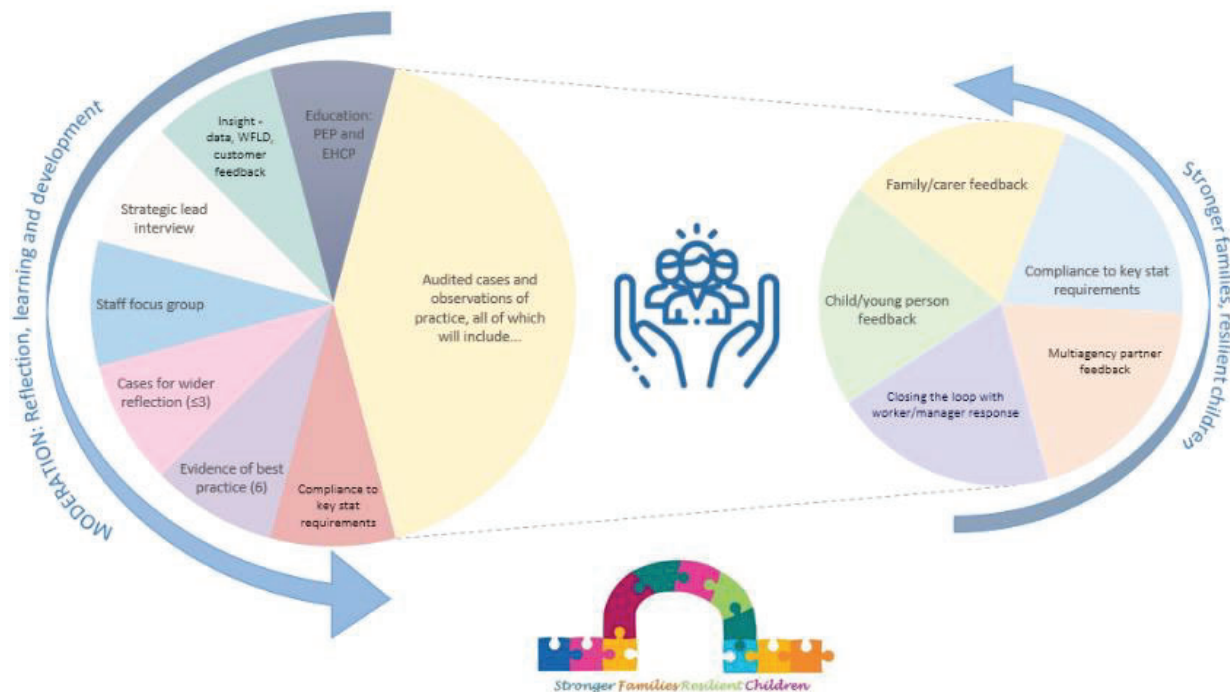 MODERATION: Reflection, learning and development
Insight -
data, WFLD,
customer
feedback
Education:
PEP and
EHCP
Strategic lead
interview
Staff focus group
Cases for wider
reflection (≤3)
Evidence of best
practice (6)
Compliance to
key stat
requirements
Audited cases and
observations of
practice, all of which
will include...
Family/carer feedback
Compliance to key stat
requirements
Child/young person
feedback
Multiagency partner
feedback
Closing the loop with
worker/manager response
Stronger families, resilient children
Stronger Families Resilient Children